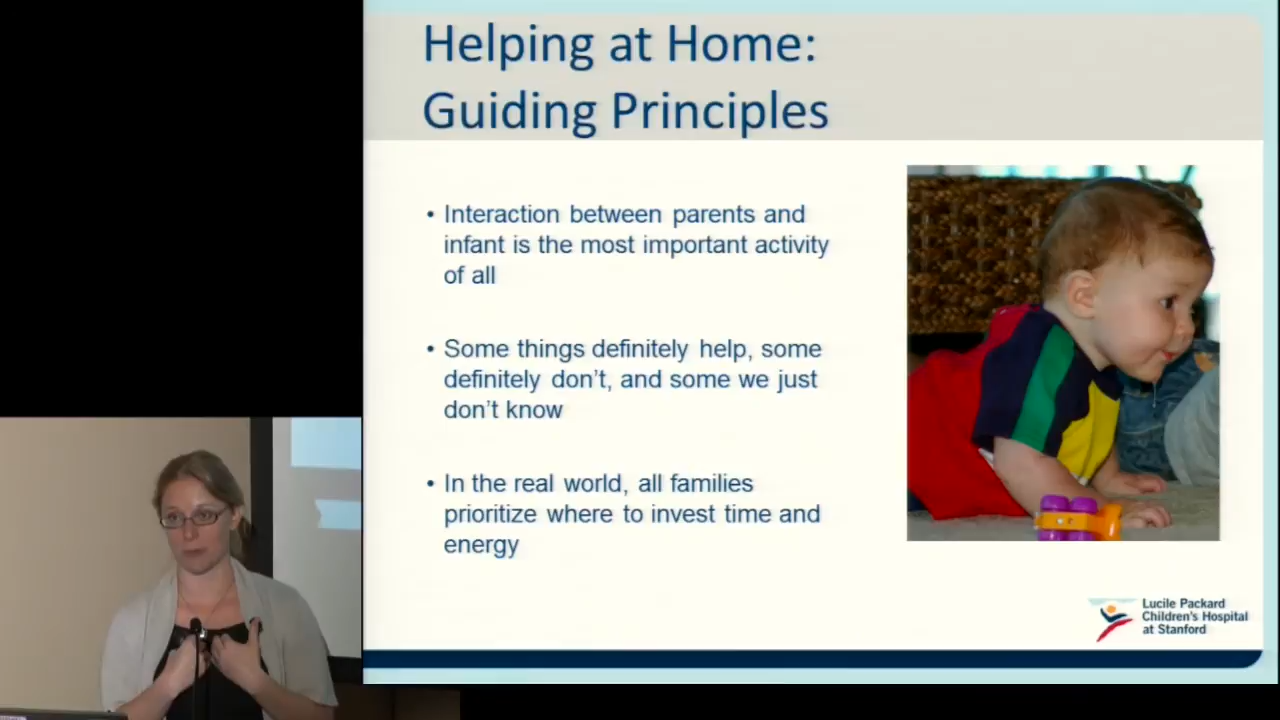 Helping at Home:
Guiding Principles
• Interaction between parents and
infant is the most important activity
of all
• Some things definitely help, some
definitely don't, and some we just
don't know
• In the real world, all families
prioritize where to invest time and
energy
Lucile Packard
Children's Hospital
at Stanford